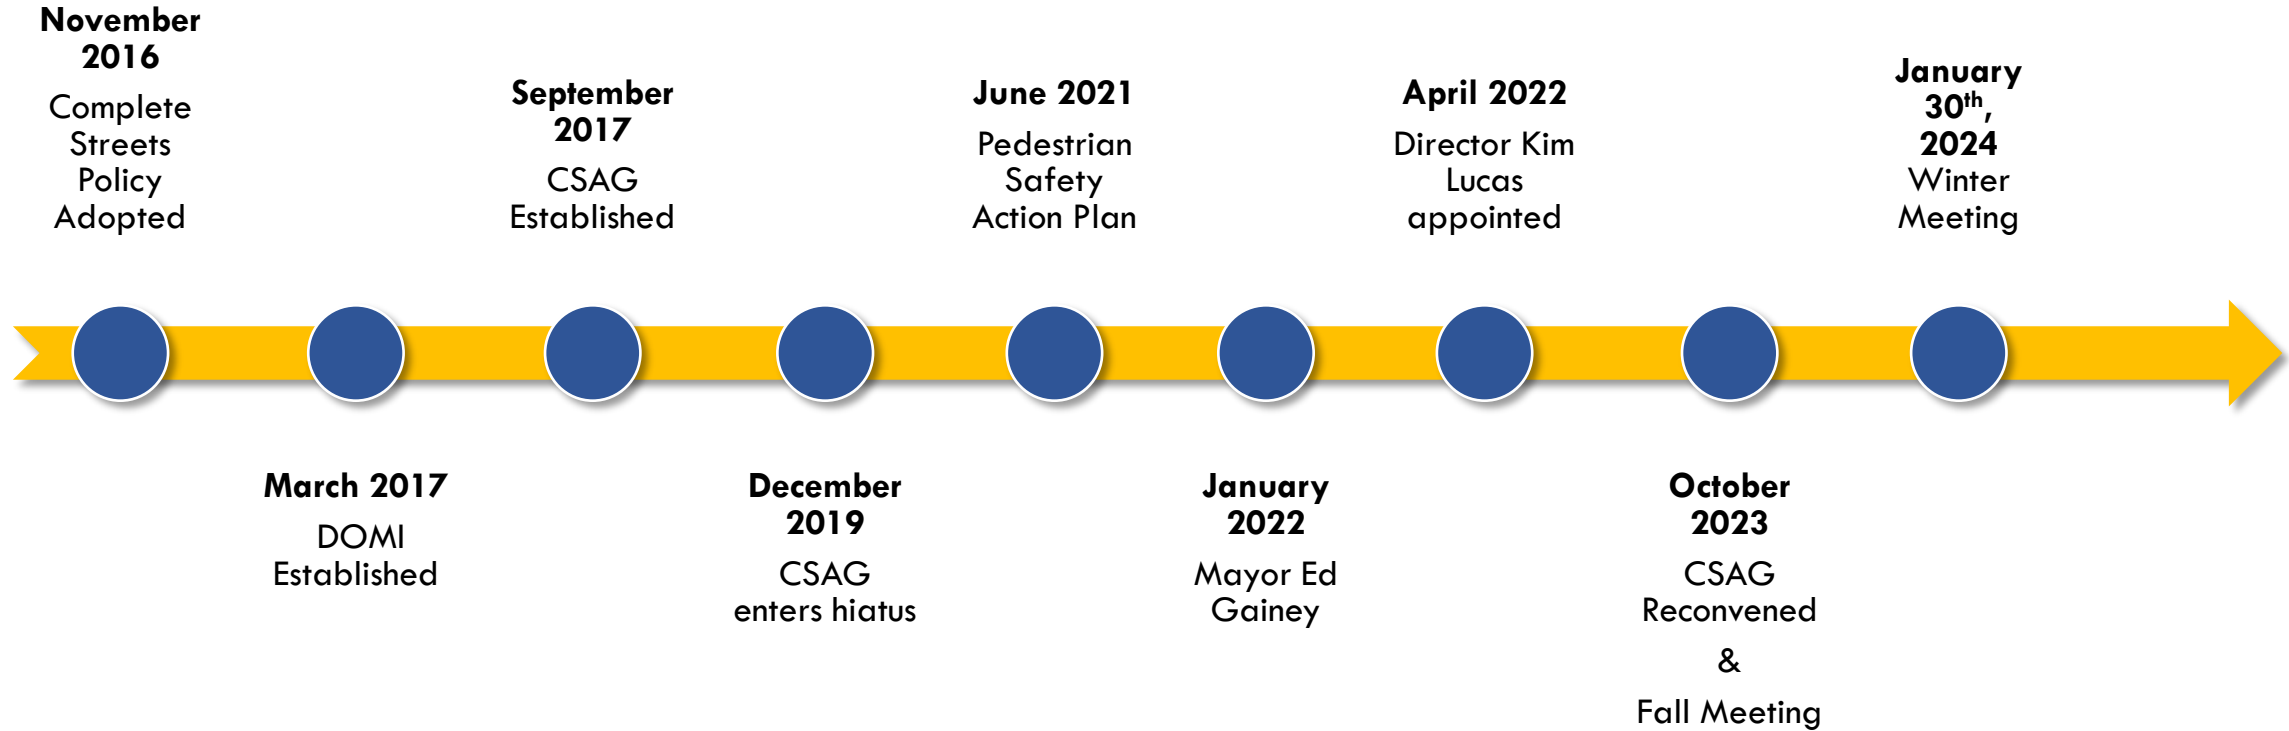 November
2016
Complete
Streets
Policy
Adopted
March 2017
DOMI
Established
September
2017
CSAG
Established
December
2019
CSAG
enters hiatus
June 2021
Pedestrian
Safety
Action Plan
January
2022
Mayor Ed
Gainey
April 2022
Director Kim
Lucas
appointed
October
2023
CSAG
Reconvened
&
Fall Meeting
January
30th,
2024
Winter
Meeting